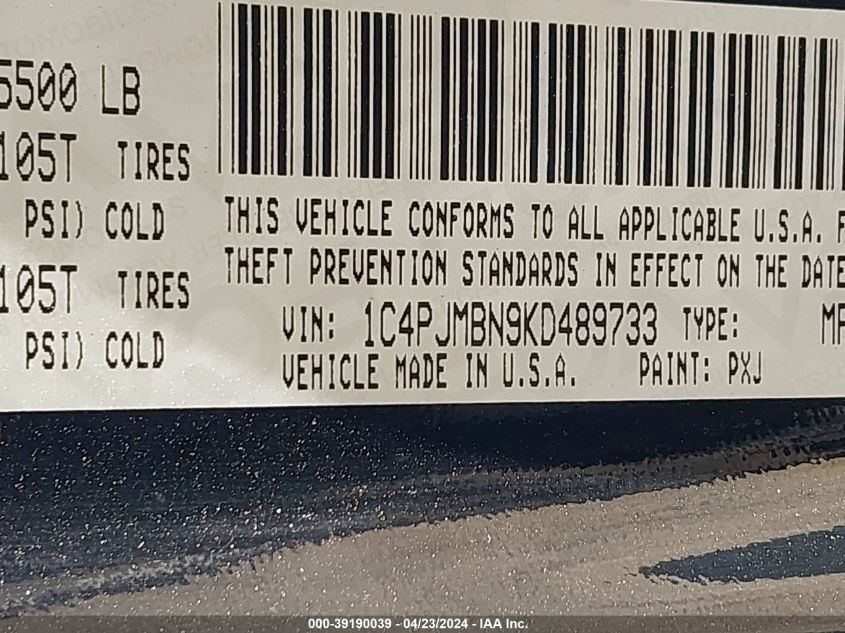 5500 LB
105T TIRES
PSI) COLD
105T TIRES
PSI) COLD
THIS VEHICLE CONFORMS TO ALL APPLICABLE U.S.A. F
THEFT PREVENTION STANDARDS IN EFFECT ON THE DATE
VIN: 1C4PJMBN9KD489733 TYPE: MP
VEHICLE MADE IN U.S.A. PAINT: PXJ
000-39190039 - 04/23/2024 - IAA Inc.